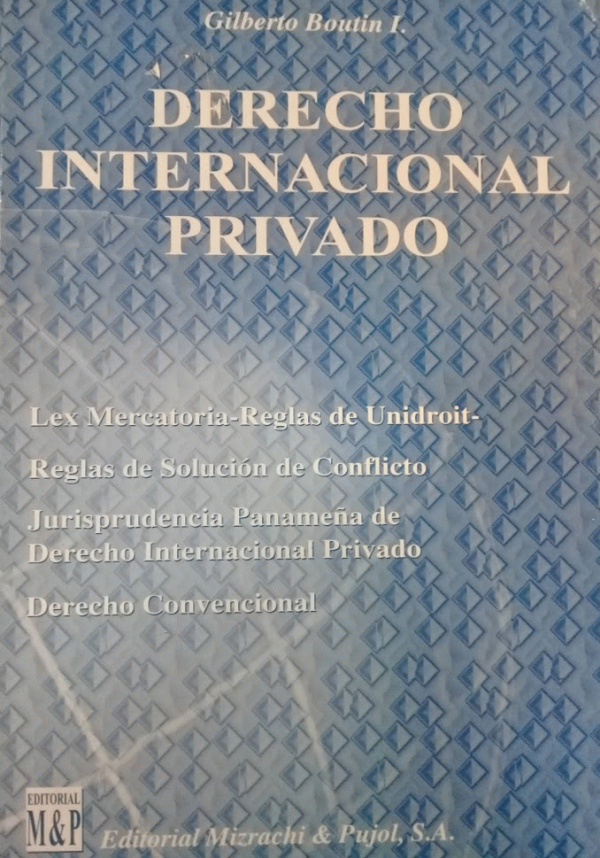 Gilberto Boutin I.
DERECHO
INTERNACIONAL
PRIVADO
Lex Mercatoria-Reglas de Unidroit-
Reglas de Solución de Conflicto
Jurisprudencia Panameña de
Derecho Internacional Privado
Derecho Convencional
EDITORIAL
M&P
Editorial Mizrachi & Pujol, S.A.